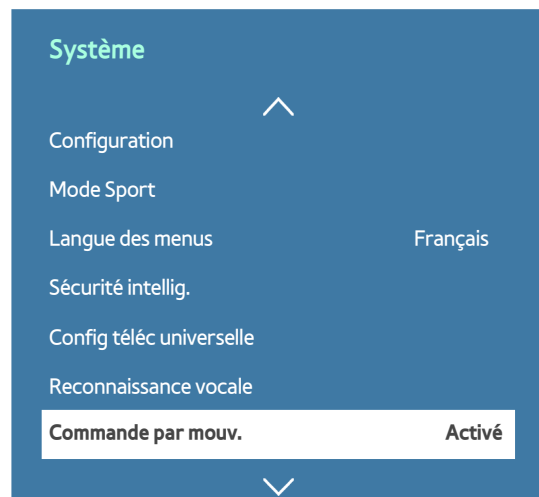 Système
Configuration
Mode Sport
Langue des menus Français
Sécurité intellig.
Config téléc universelle
Reconnaissance vocale
Commande par mouv. Activé